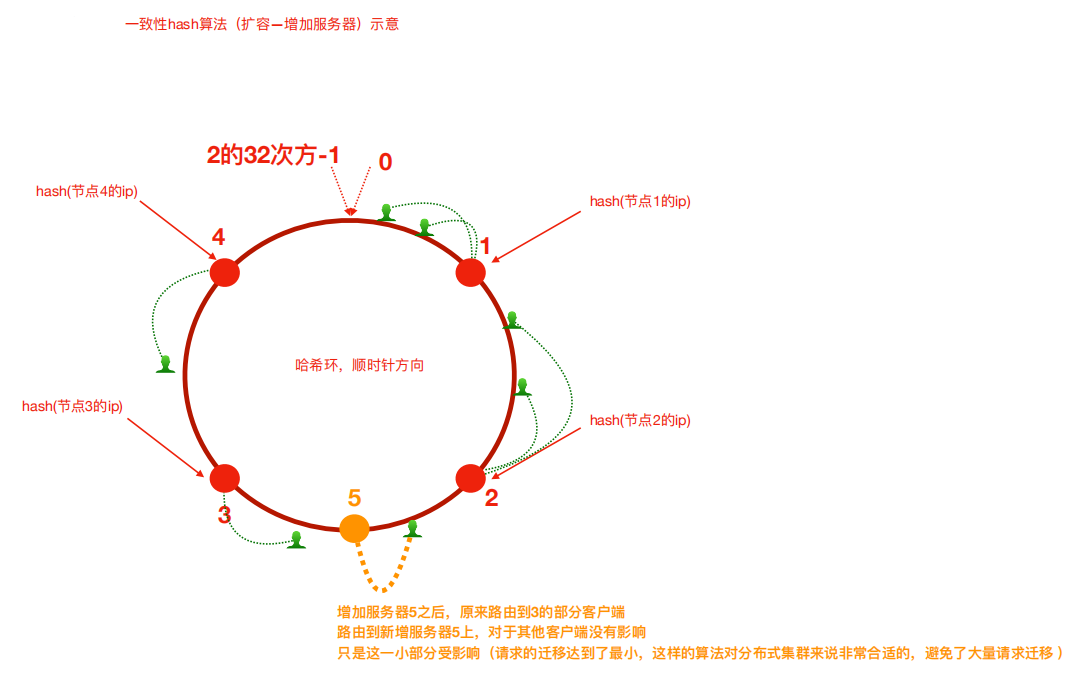 一致性hash算法（扩容—增加服务器）示意
2的32次方-1
0
hash(节点4的ip)
hash(节点1的ip)
4
1
哈希环，顺时针方向
hash(节点3的ip)
hash(节点2的ip)
5
2
3
增加服务器5之后，原来路由到3的部分客户端
路由到新增服务器5上，对于其他客户端没有影响
只是这一小部分受影响（请求的迁移达到了最小，这样的算法对分布式集群来说非常合适的，避免了大量请求迁移 ）